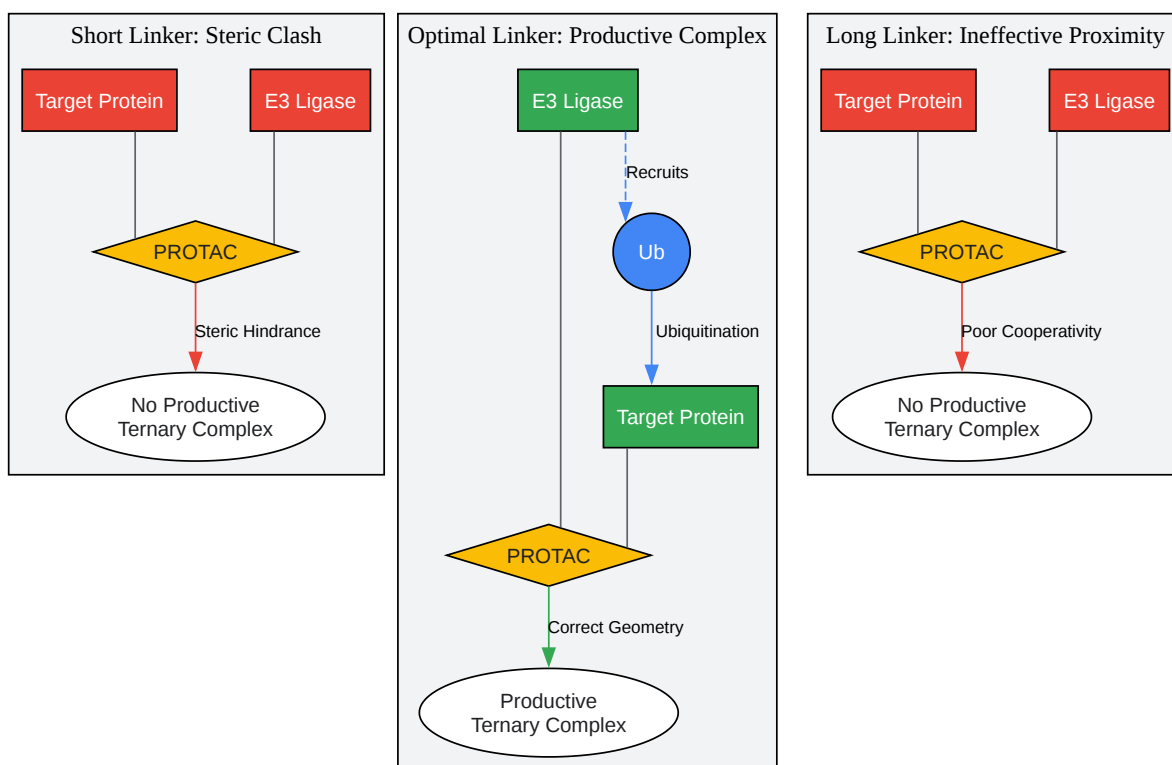 Short Linker: Steric Clash
Target Protein
E3 Ligase
PROTAC
Steric Hindrance
No Productive
Ternary Complex
Optimal Linker: Productive Complex
E3 Ligase
Recruits
Ub
Ubiquitination
Target Protein
PROTAC
Correct Geometry
Productive
Ternary Complex
Long Linker: Ineffective Proximity
Target Protein
E3 Ligase
PROTAC
Poor Cooperativity
No Productive
Ternary Complex